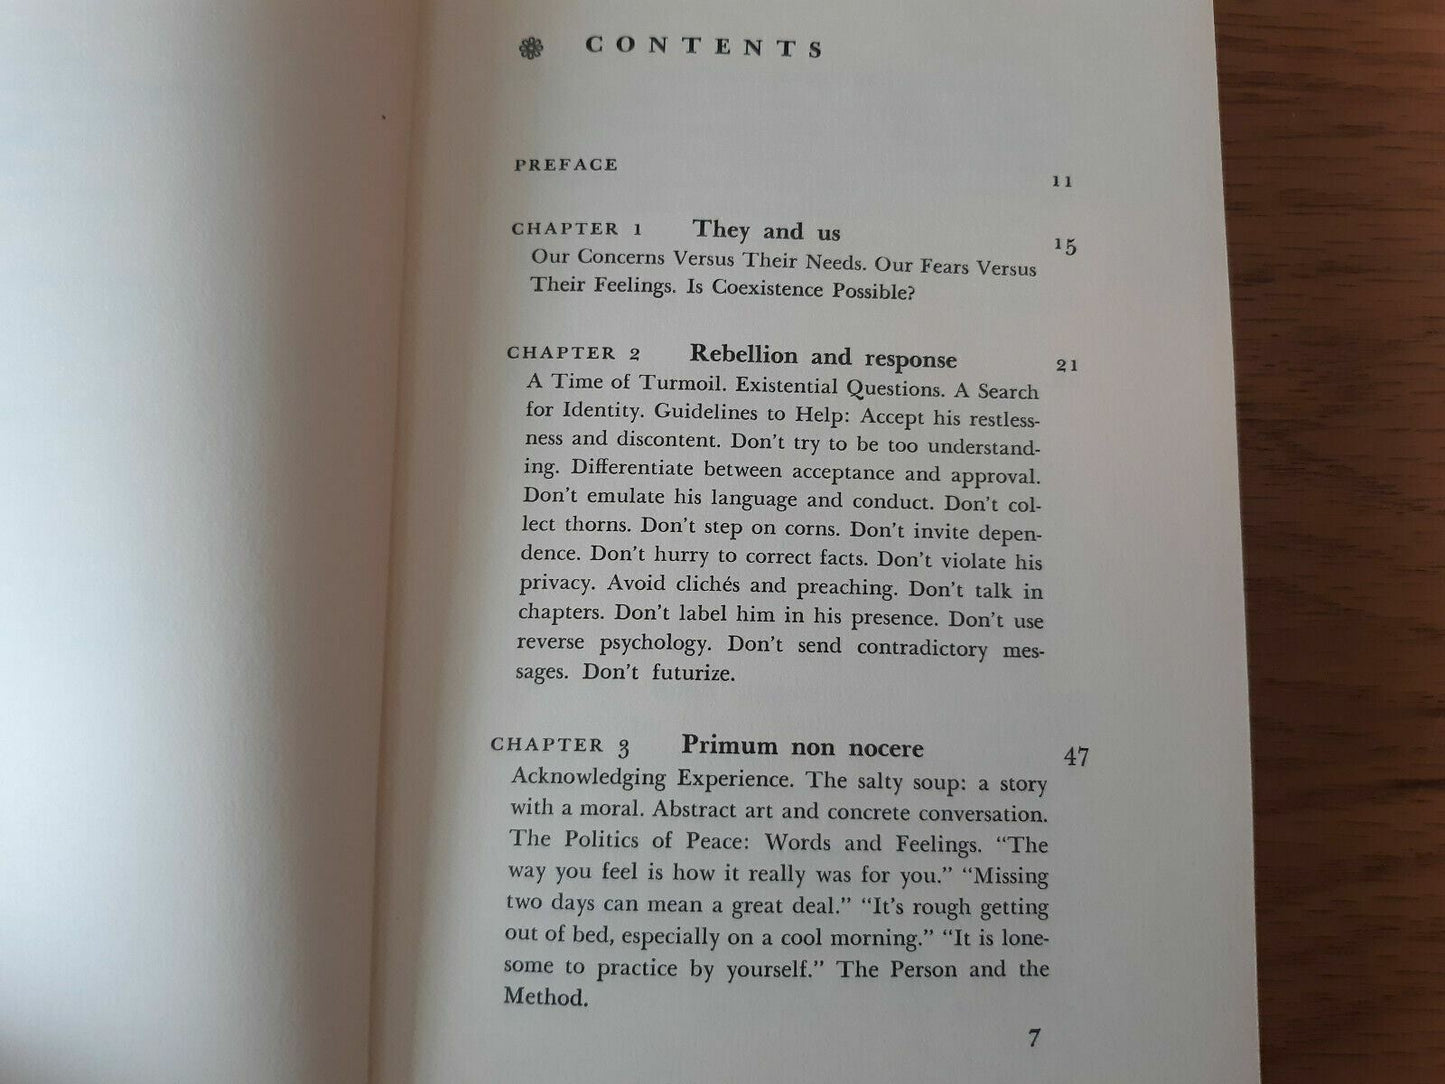 CONTENTS
PREFACE 11
CHAPTER 1 They and us 15
Our Concerns Versus Their Needs. Our Fears Versus
Their Feelings. Is Coexistence Possible?
CHAPTER 2 Rebellion and response 21
A Time of Turmoil. Existential Questions. A Search
for Identity. Guidelines to Help: Accept his restless-
ness and discontent. Don't try to be too understand-
ing. Differentiate between acceptance and approval.
Don't emulate his language and conduct. Don't col-
lect thorns. Don't step on corns. Don't invite depen-
dence. Don't hurry to correct facts. Don't violate his
privacy. Avoid clichés and preaching. Don't talk in
chapters. Don't label him in his presence. Don't use
reverse psychology. Don't send contradictory mes-
sages. Don't futurize.
CHAPTER 3 Primum non nocere 47
Acknowledging Experience. The salty soup: a story
with a moral. Abstract art and concrete conversation.
The Politics of Peace: Words and Feelings. “The
way you feel is how it really was for you.” “Missing
two days can mean a great deal.” “It's rough getting
out of bed, especially on a cool morning.” “It is lone-
some to practice by yourself.” The Person and the
Method.
7